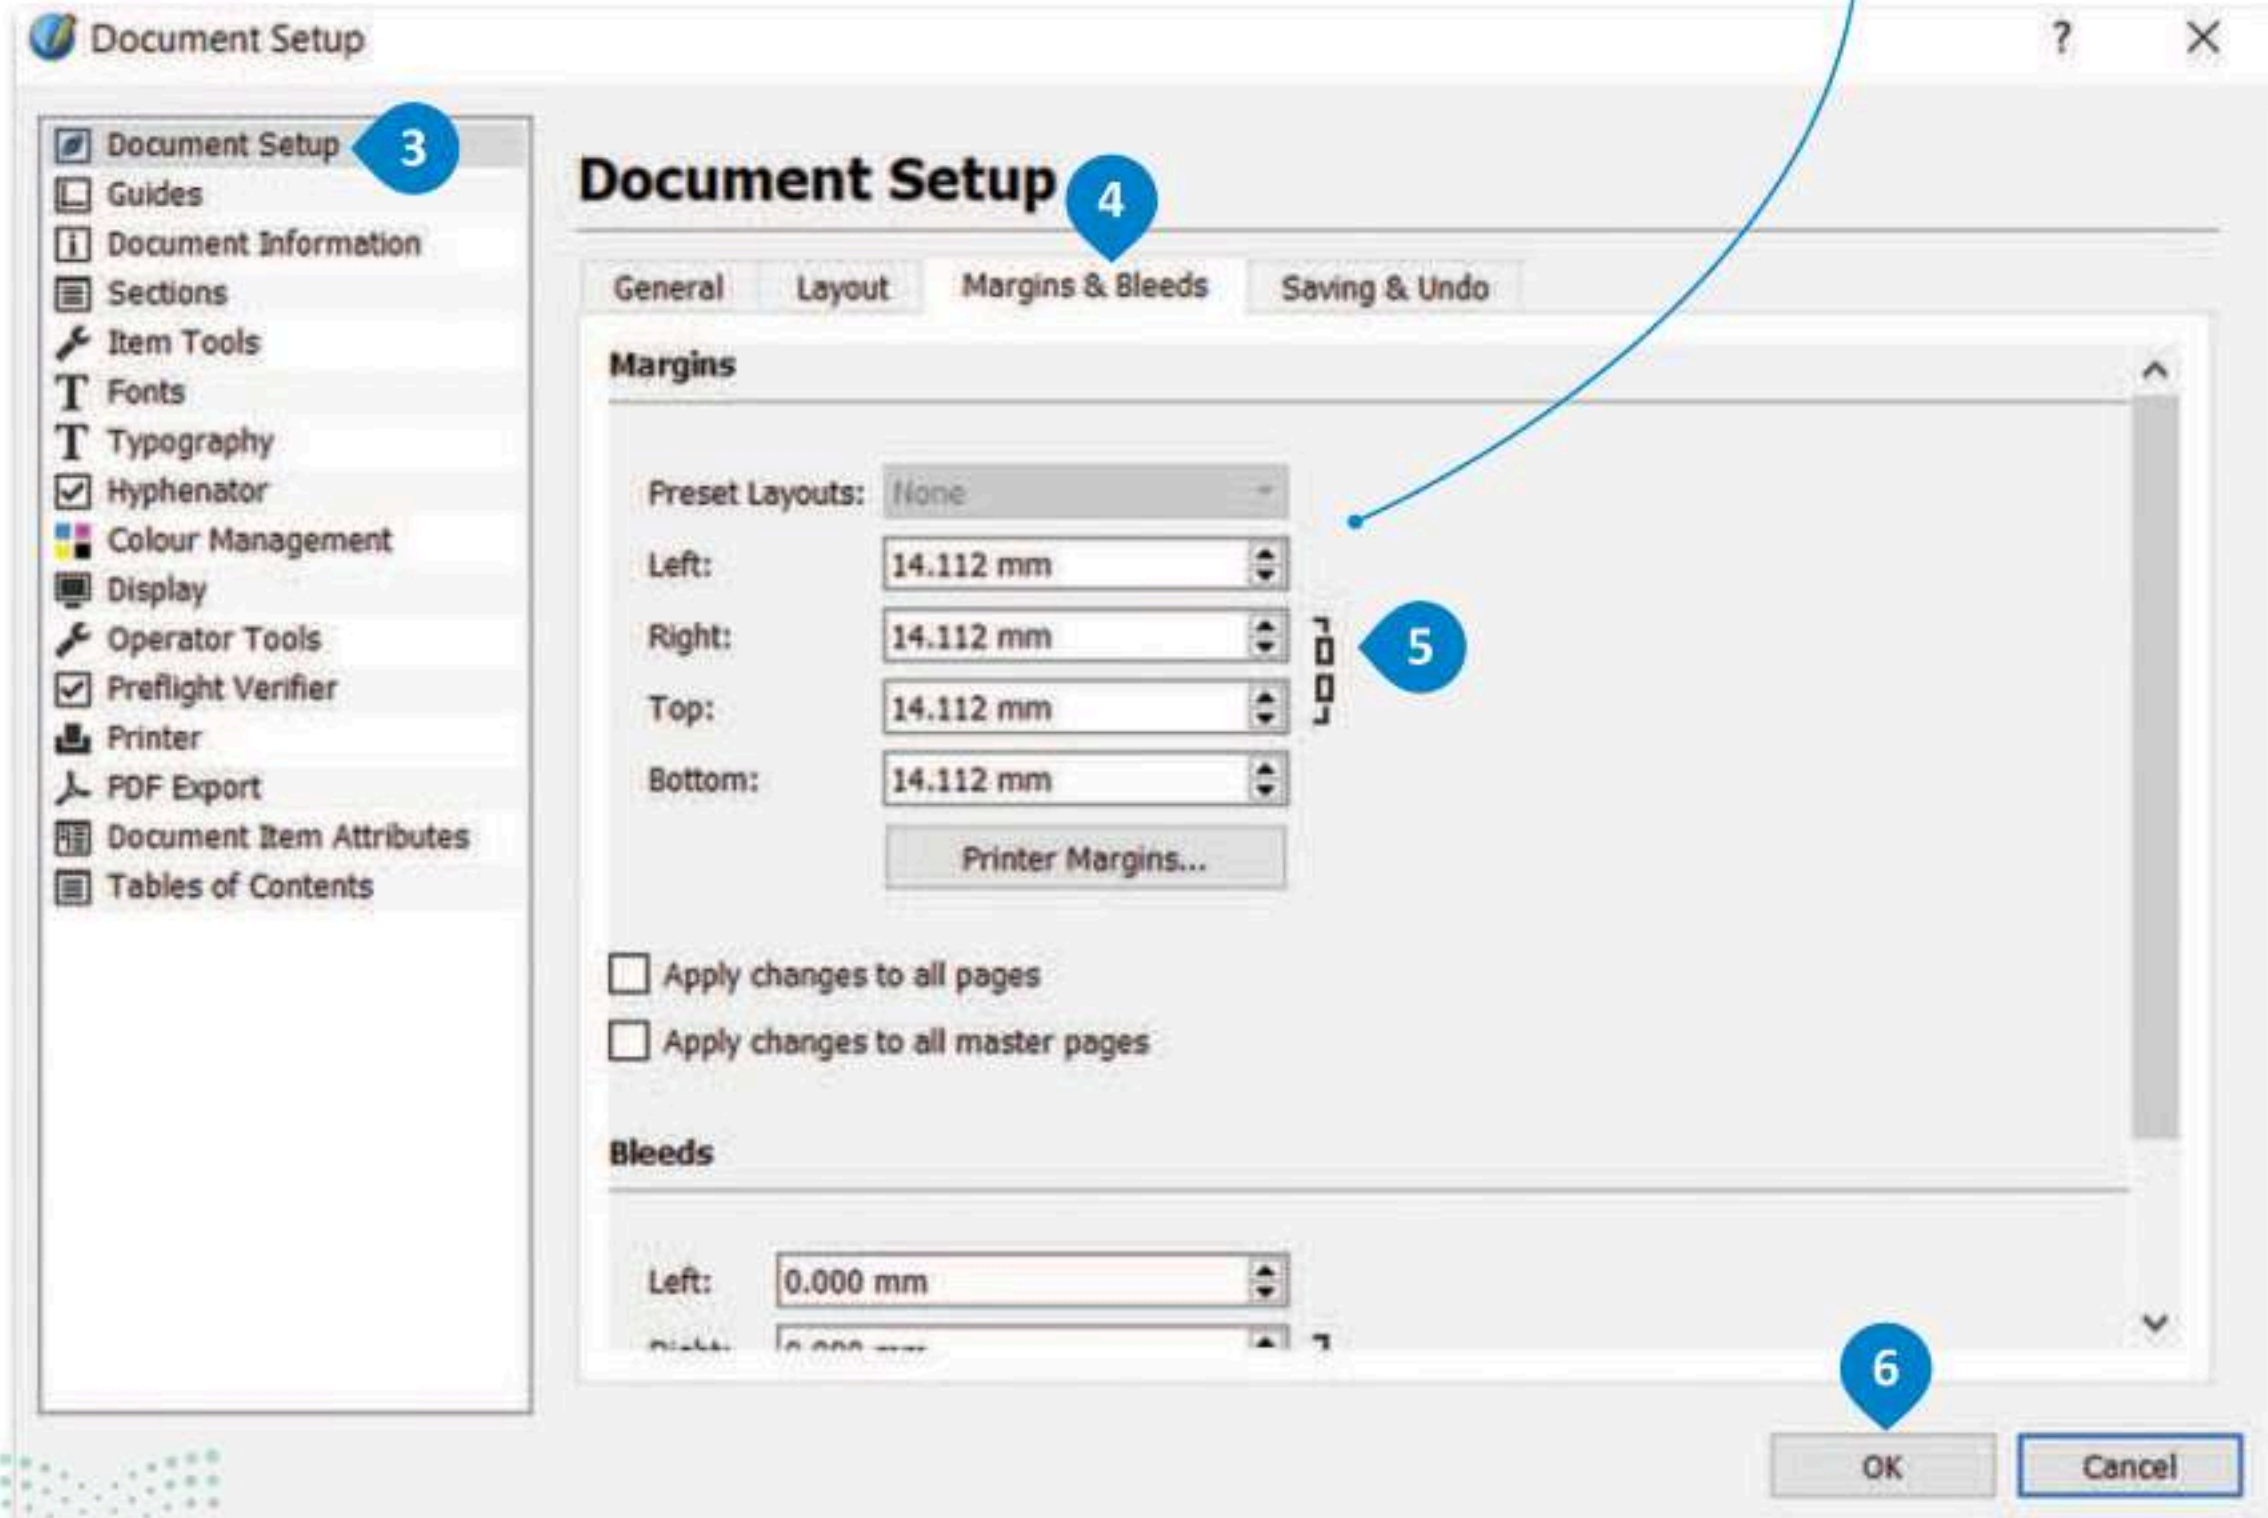 Document Setup
?
Document Setup
3
Guides
Document Information
Sections
Item Tools
Fonts
Typography
Hyphenator
Colour Management
Display
Operator Tools
Preflight Verifier
Printer
PDF Export
Document Item Attributes
Tables of Contents
Document Setup
4
General Layout Margins & Bleeds Saving & Undo
Margins
Preset Layouts: None
Left: 14.112 mm
Right: 14.112 mm
5
Top: 14.112 mm
Bottom: 14.112 mm
Printer Margins...
Apply changes to all pages
Apply changes to all master pages
Bleeds
Left: 0.000 mm
Right: 0.000 mm
6
OK Cancel